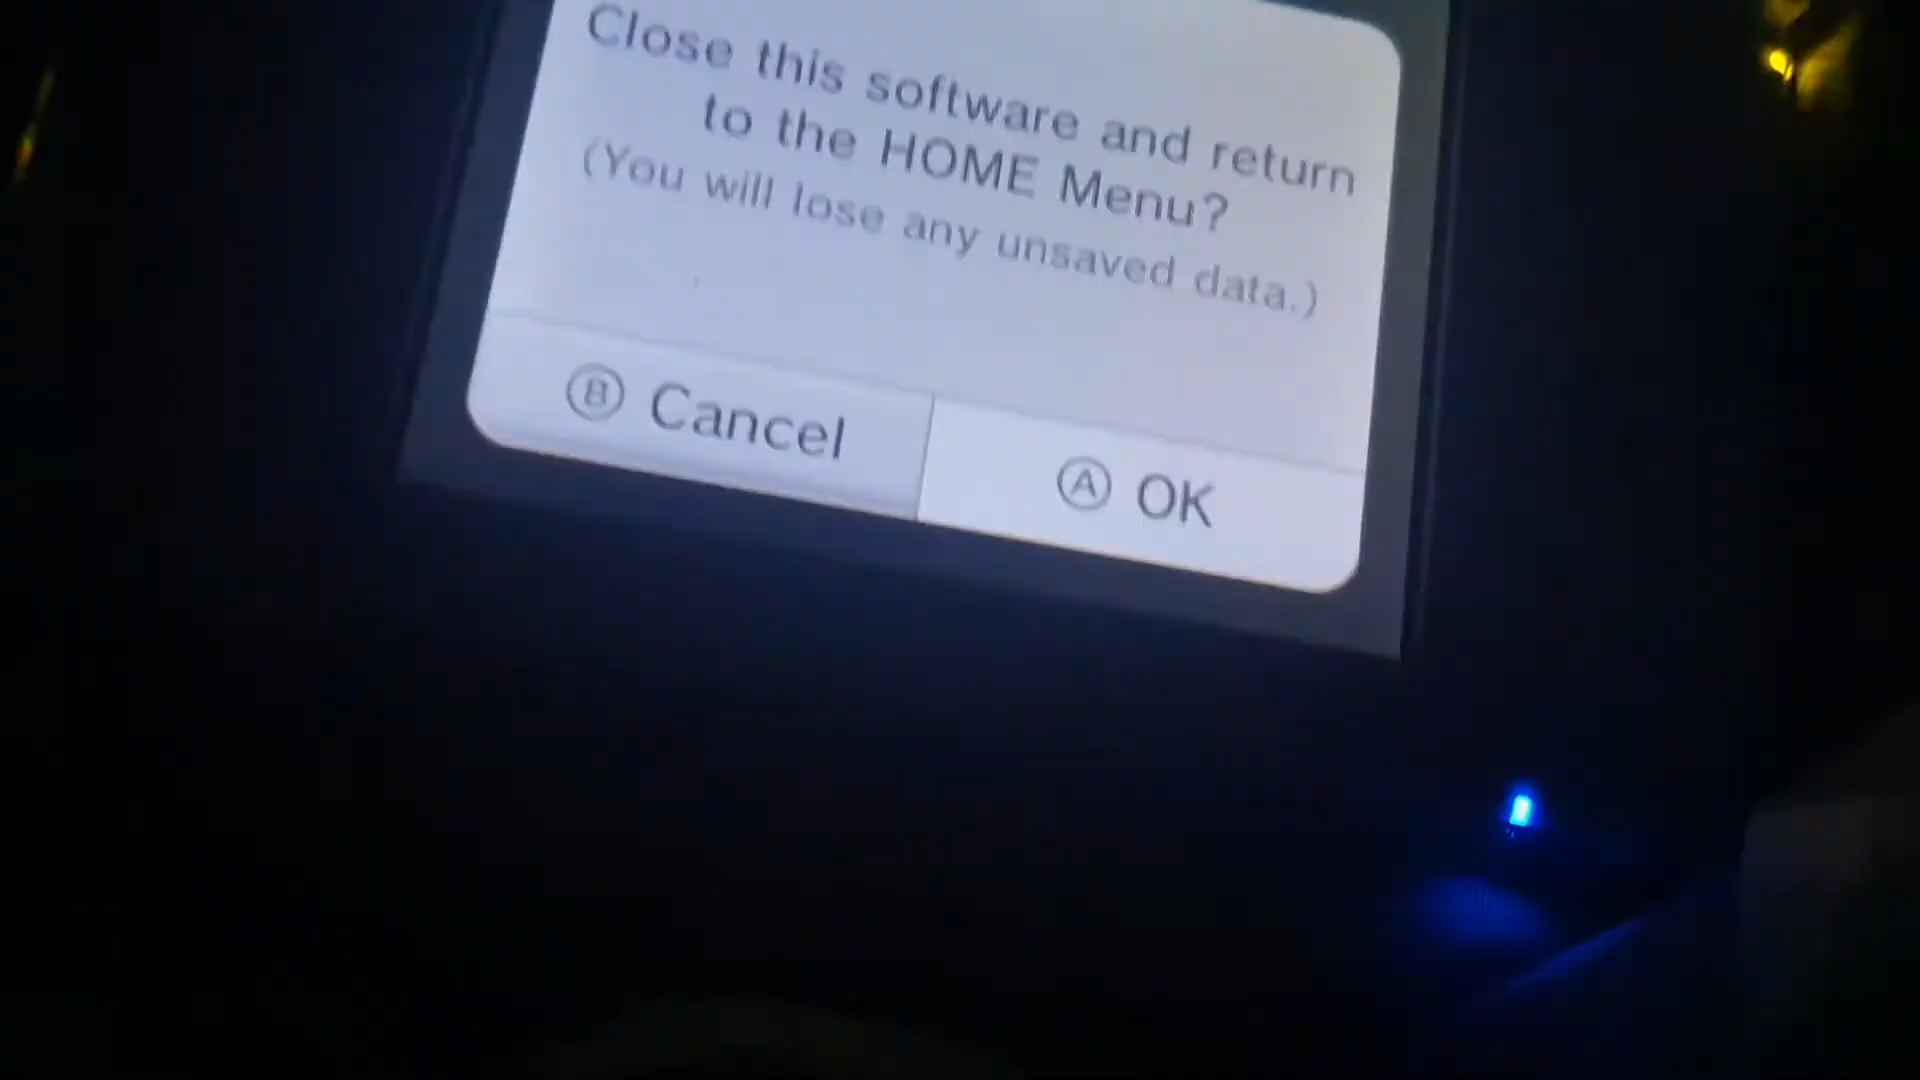 Close this software and return
to the HOME Menu?
(You will lose any unsaved data.)
Ⓑ Cancel
Ⓐ OK